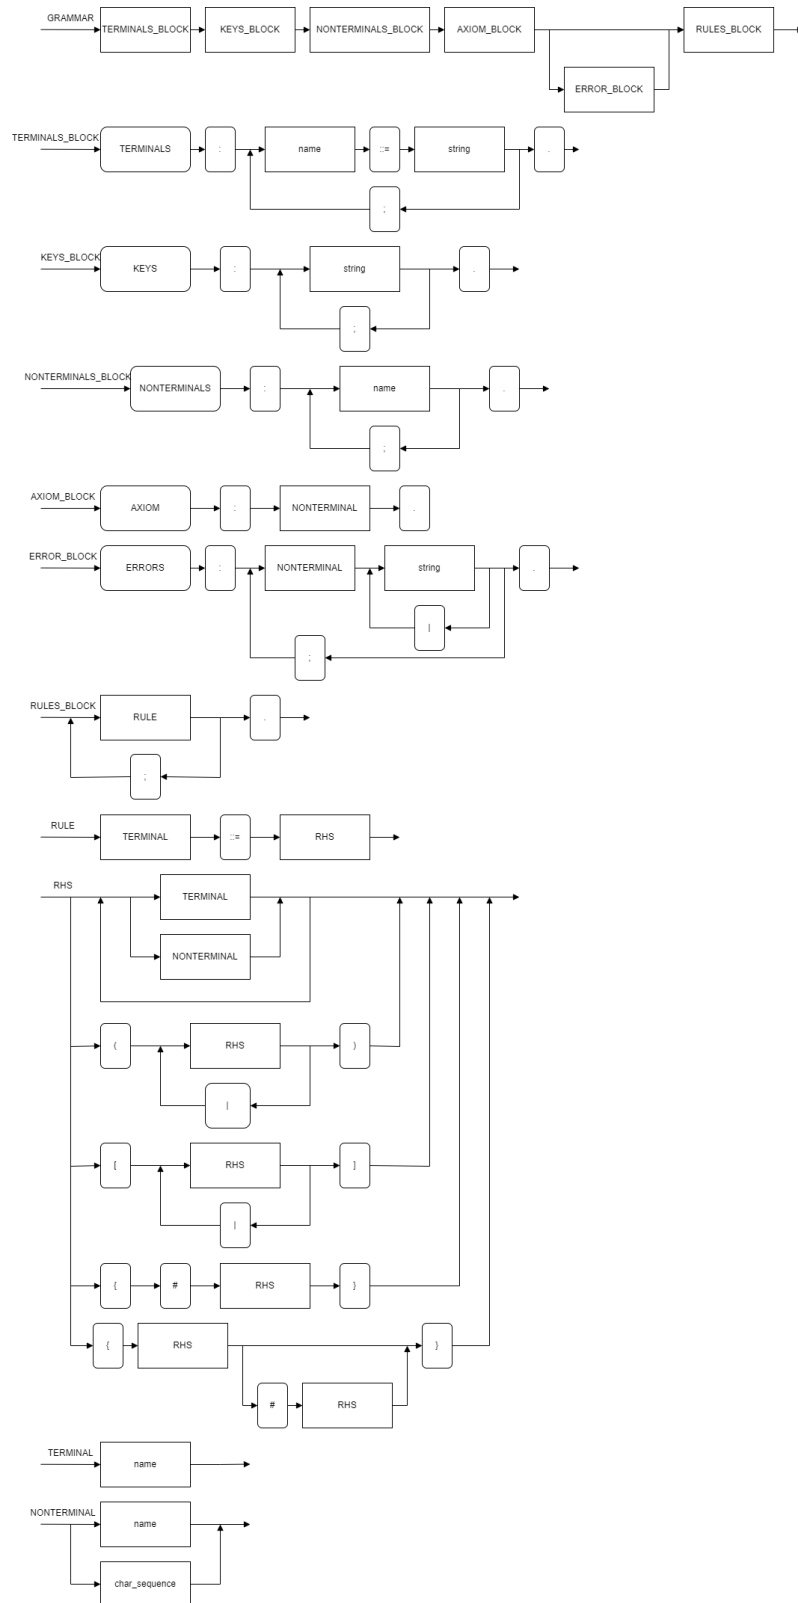 GRAMMAR
TERMINALS_BLOCK KEYS_BLOCK NONTERMINALS_BLOCK AXIOM_BLOCK RULES_BLOCK
ERROR_BLOCK
TERMINALS_BLOCK
TERMINALS : name ::= string .
;
KEYS_BLOCK
KEYS : string .
;
NONTERMINALS_BLOCK
NONTERMINALS : name .
;
AXIOM_BLOCK
AXIOM : NONTERMINAL .
ERROR_BLOCK
ERRORS : NONTERMINAL string .
|
;
RULES_BLOCK
RULE .
;
RULE
TERMINAL ::= RHS
RHS
TERMINAL
NONTERMINAL
( RHS )
|
[ RHS ]
|
{ # RHS }
{ RHS }
# RHS
TERMINAL
name
NONTERMINAL
name
char_sequence